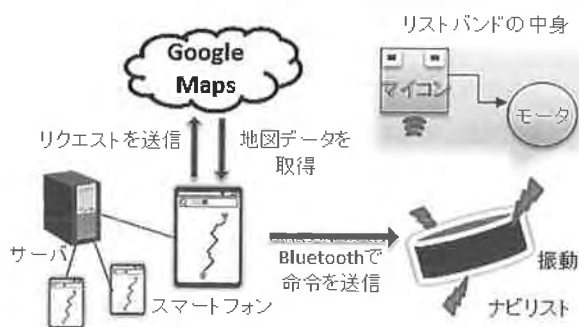 リストバンドの中身
Google
Maps
マイコン
モータ
リクエストを送信
地図データを
取得
サーバ
スマートフォン
Bluetoothで
命令を送信
振動
ナビリスト